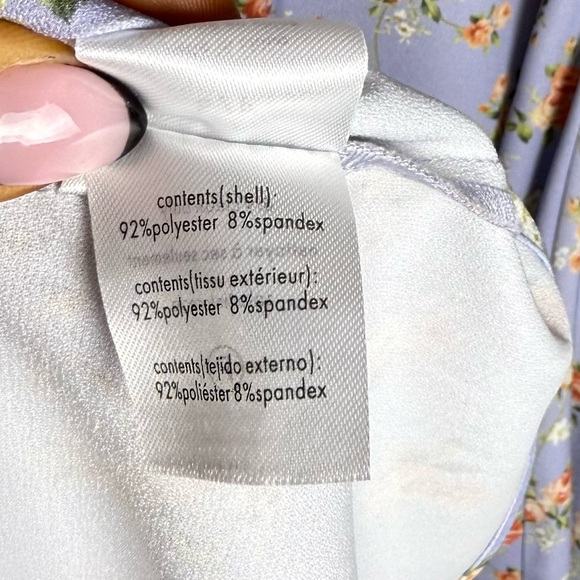 contents(shell)
92%polyester 8%spandex
contents(tissu extérieur):
92%polyester 8%spandex
contents(tejido externo):
92%poliéster 8%spandex